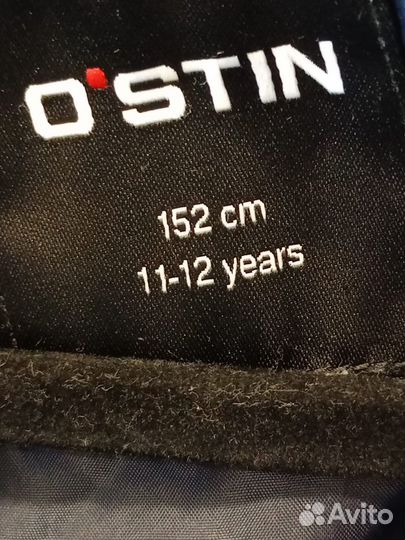 O'STIN
152 cm
11-12 years
Avito